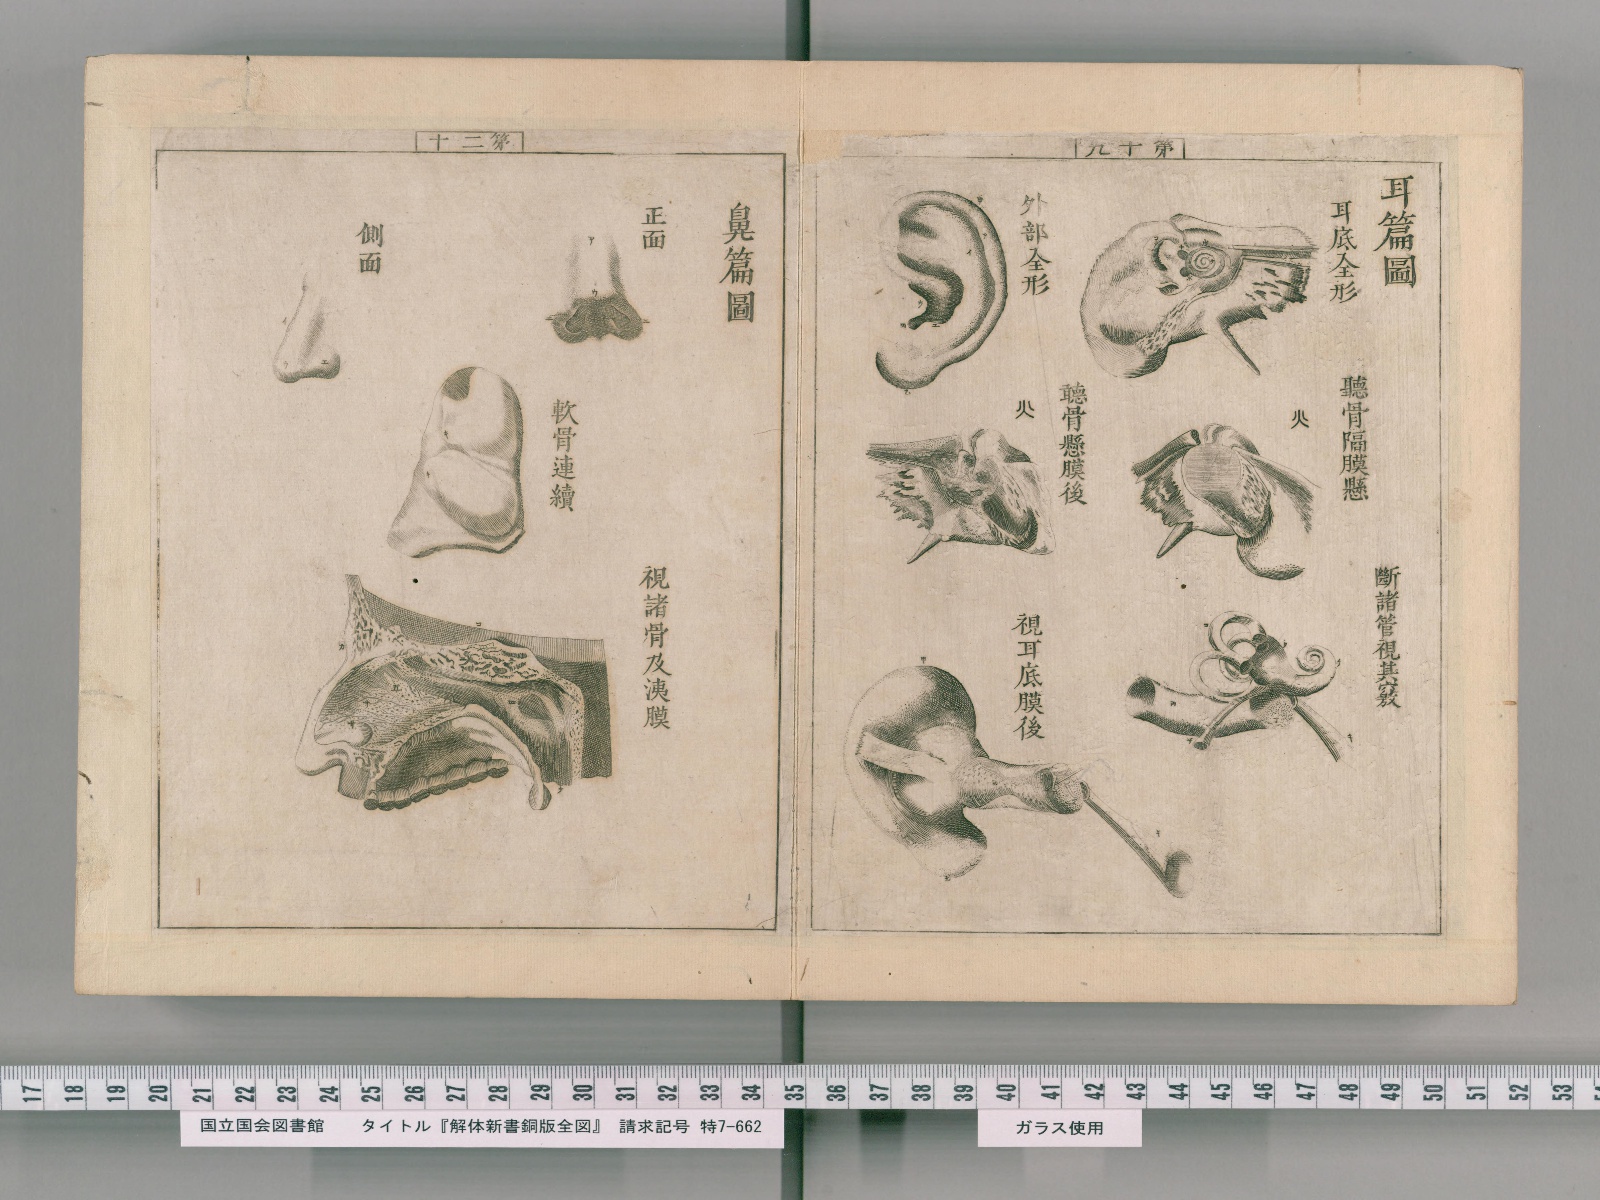 第十九
耳篇圖
耳底全形
外部全形
聽骨隔膜懸
火
聽骨懸膜後
火
斷諸管視其竅
視耳底膜後
第二十
鼻篇圖
正面
側面
軟骨連續
視諸骨及洟膜
17 18 19 20 21 22 23 24 25 26 27 28 29 30 31 32 33 34 35 36 37 38 39 40 41 42 43 44 45 46 47 48 49 50 51 52 53
国立国会図書館 タイトル『解体新書銅版全図』 請求記号 特7-662
ガラス使用